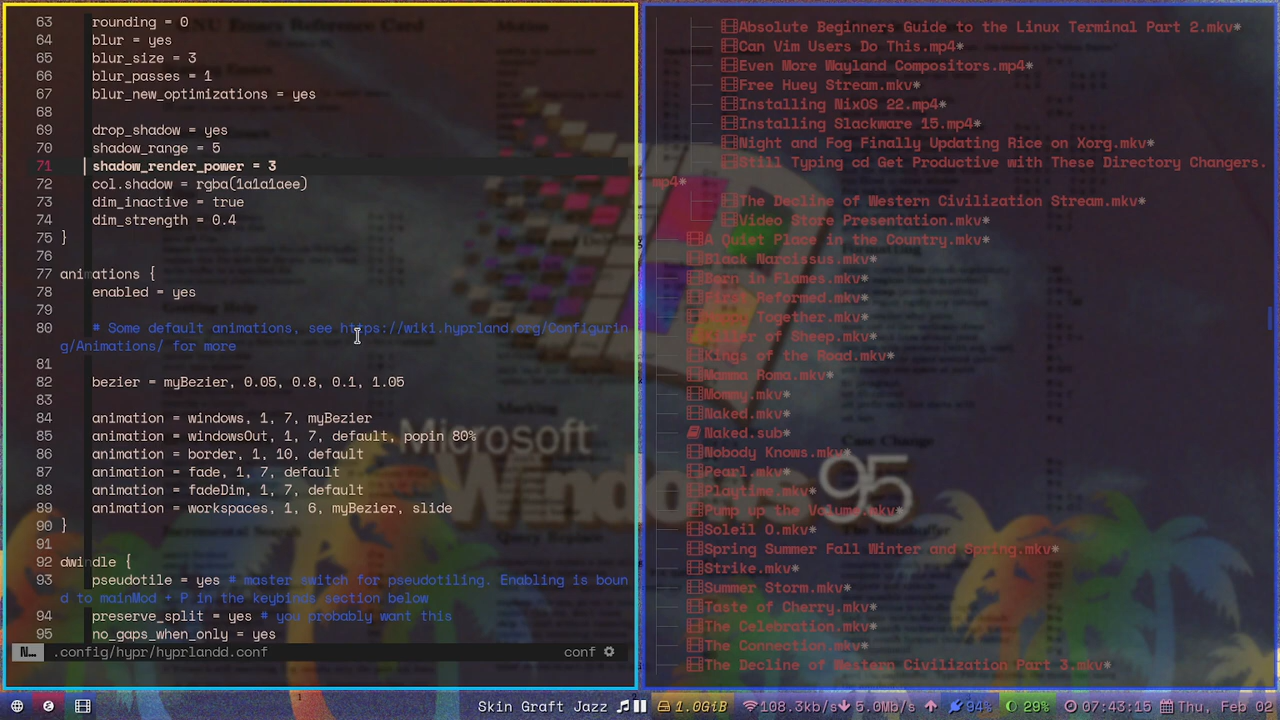 63 rounding = 0
64 blur = yes
65 blur_size = 3
66 blur_passes = 1
67 blur_new_optimizations = yes
68
69 drop_shadow = yes
70 shadow_range = 5
71 shadow_render_power = 3
72 col.shadow = rgba(1a1a1aee)
73 dim_inactive = true
74 dim_strength = 0.4
75 }
76
77 animations {
78 enabled = yes
79
80 # Some default animations, see https://wiki.hyprland.org/Configurin
g/Animations/ for more
81
82 bezier = myBezier, 0.05, 0.8, 0.1, 1.05
83
84 animation = windows, 1, 7, myBezier
85 animation = windowsOut, 1, 7, default, popin 80%
86 animation = border, 1, 10, default
87 animation = fade, 1, 7, default
88 animation = fadeDim, 1, 7, default
89 animation = workspaces, 1, 6, myBezier, slide
90 }
91
92 dwindle {
93 pseudotile = yes # master switch for pseudotiling. Enabling is boun
d to mainMod + P in the keybinds section below
94 preserve_split = yes # you probably want this
95 no_gaps_when_only = yes
N… .config/hypr/hyprlandd.conf conf
Absolute Beginners Guide to the Linux Terminal Part 2.mkv*
Can Vim Users Do This.mp4*
Even More Wayland Compositors.mp4*
Free Huey Stream.mkv*
Installing NixOS 22.mp4*
Installing Slackware 15.mp4*
Night and Fog Finally Updating Rice on Xorg.mkv*
Still Typing cd Get Productive with These Directory Changers.
mp4*
The Decline of Western Civilization Stream.mkv*
Video Store Presentation.mkv*
A Quiet Place in the Country.mkv*
Black Narcissus.mkv*
Born in Flames.mkv*
First Reformed.mkv*
Happy Together.mkv*
Killer of Sheep.mkv*
Kings of the Road.mkv*
Mamma Roma.mkv*
Mommy.mkv*
Naked.mkv*
Naked.sub*
Nobody Knows.mkv*
Pearl.mkv*
Playtime.mkv*
Pump up the Volume.mkv*
Soleil O.mkv*
Spring Summer Fall Winter and Spring.mkv*
Strike.mkv*
Summer Storm.mkv*
Taste of Cherry.mkv*
The Celebration.mkv*
The Connection.mkv*
The Decline of Western Civilization Part 3.mkv*
Microsoft
Windows 95
Skin Graft Jazz 1.0GiB 108.3kb/s 5.0Mb/s 94% 29% 07:43:15 Thu, Feb 02